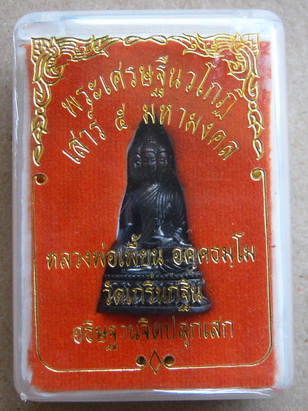 พระเศรษฐีนวโกฏิ
เสาร์ ๕ มหามงคล
หลวงพ่อเพี้ยน อคฺคธมฺโม
วัดเกริ่นกฐิน
อธิษฐานจิตปลุกเสก